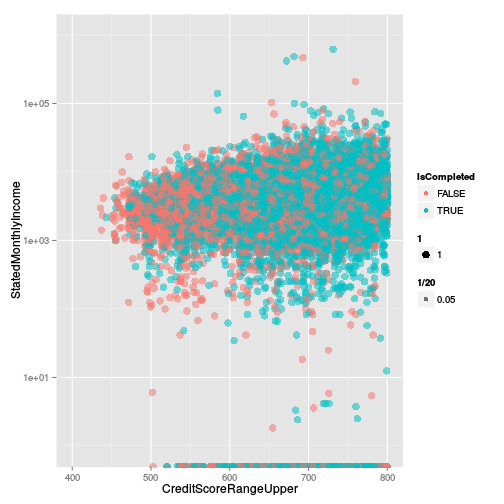 1e+05
1e+03
1e+01
StatedMonthlyIncome
400
500
600
700
800
CreditScoreRangeUpper
IsCompleted
FALSE
TRUE
1
1
1/20
0.05